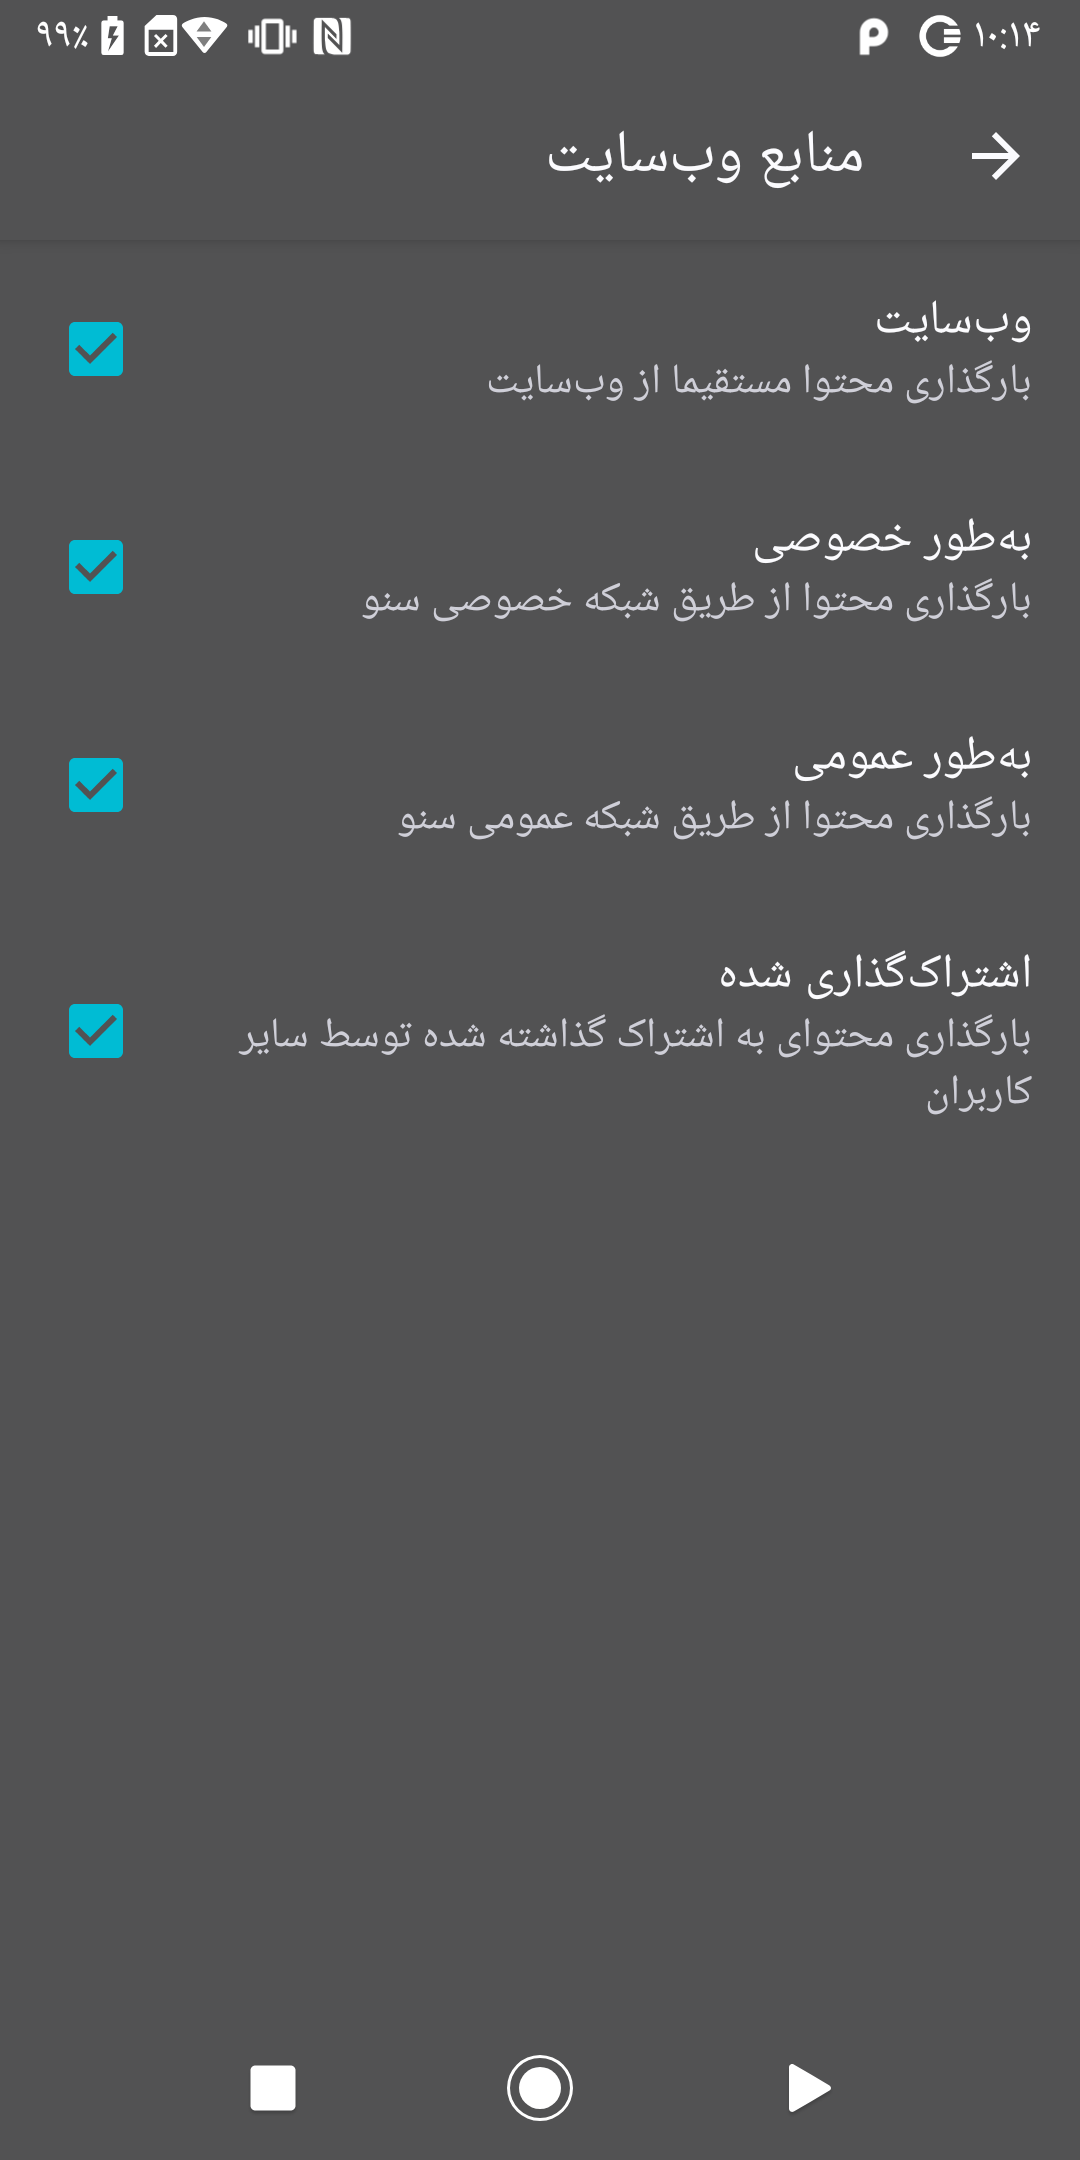 ۹۹٪ ۱۰:۱۴
منابع وب‌سایت
وب‌سایت
بارگذاری محتوا مستقیما از وب‌سایت
به‌طور خصوصی
بارگذاری محتوا از طریق شبکه خصوصی سنو
به‌طور عمومی
بارگذاری محتوا از طریق شبکه عمومی سنو
اشتراک‌گذاری شده
بارگذاری محتوای به اشتراک گذاشته شده توسط سایر
کاربران